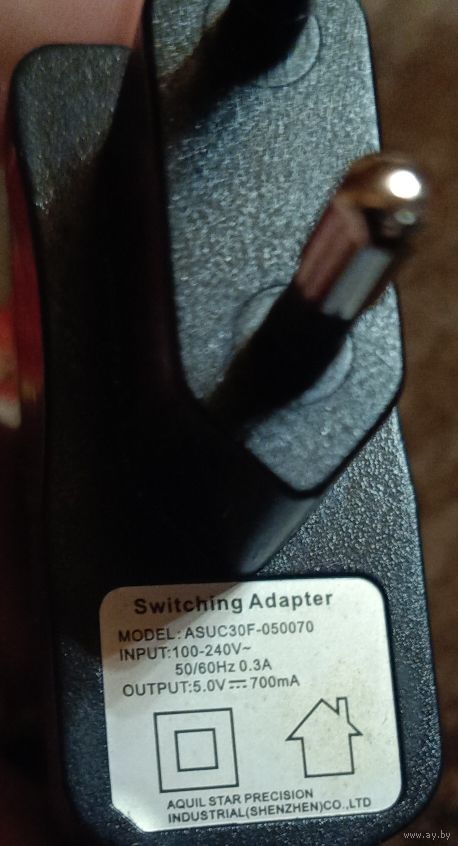 Switching Adapter
MODEL: ASUC30F-050070
INPUT:100-240V~
50/60Hz 0.3A
OUTPUT:5.0V⎓700mA
AQUIL STAR PRECISION
INDUSTRIAL(SHENZHEN)CO.,LTD
www.ay.by